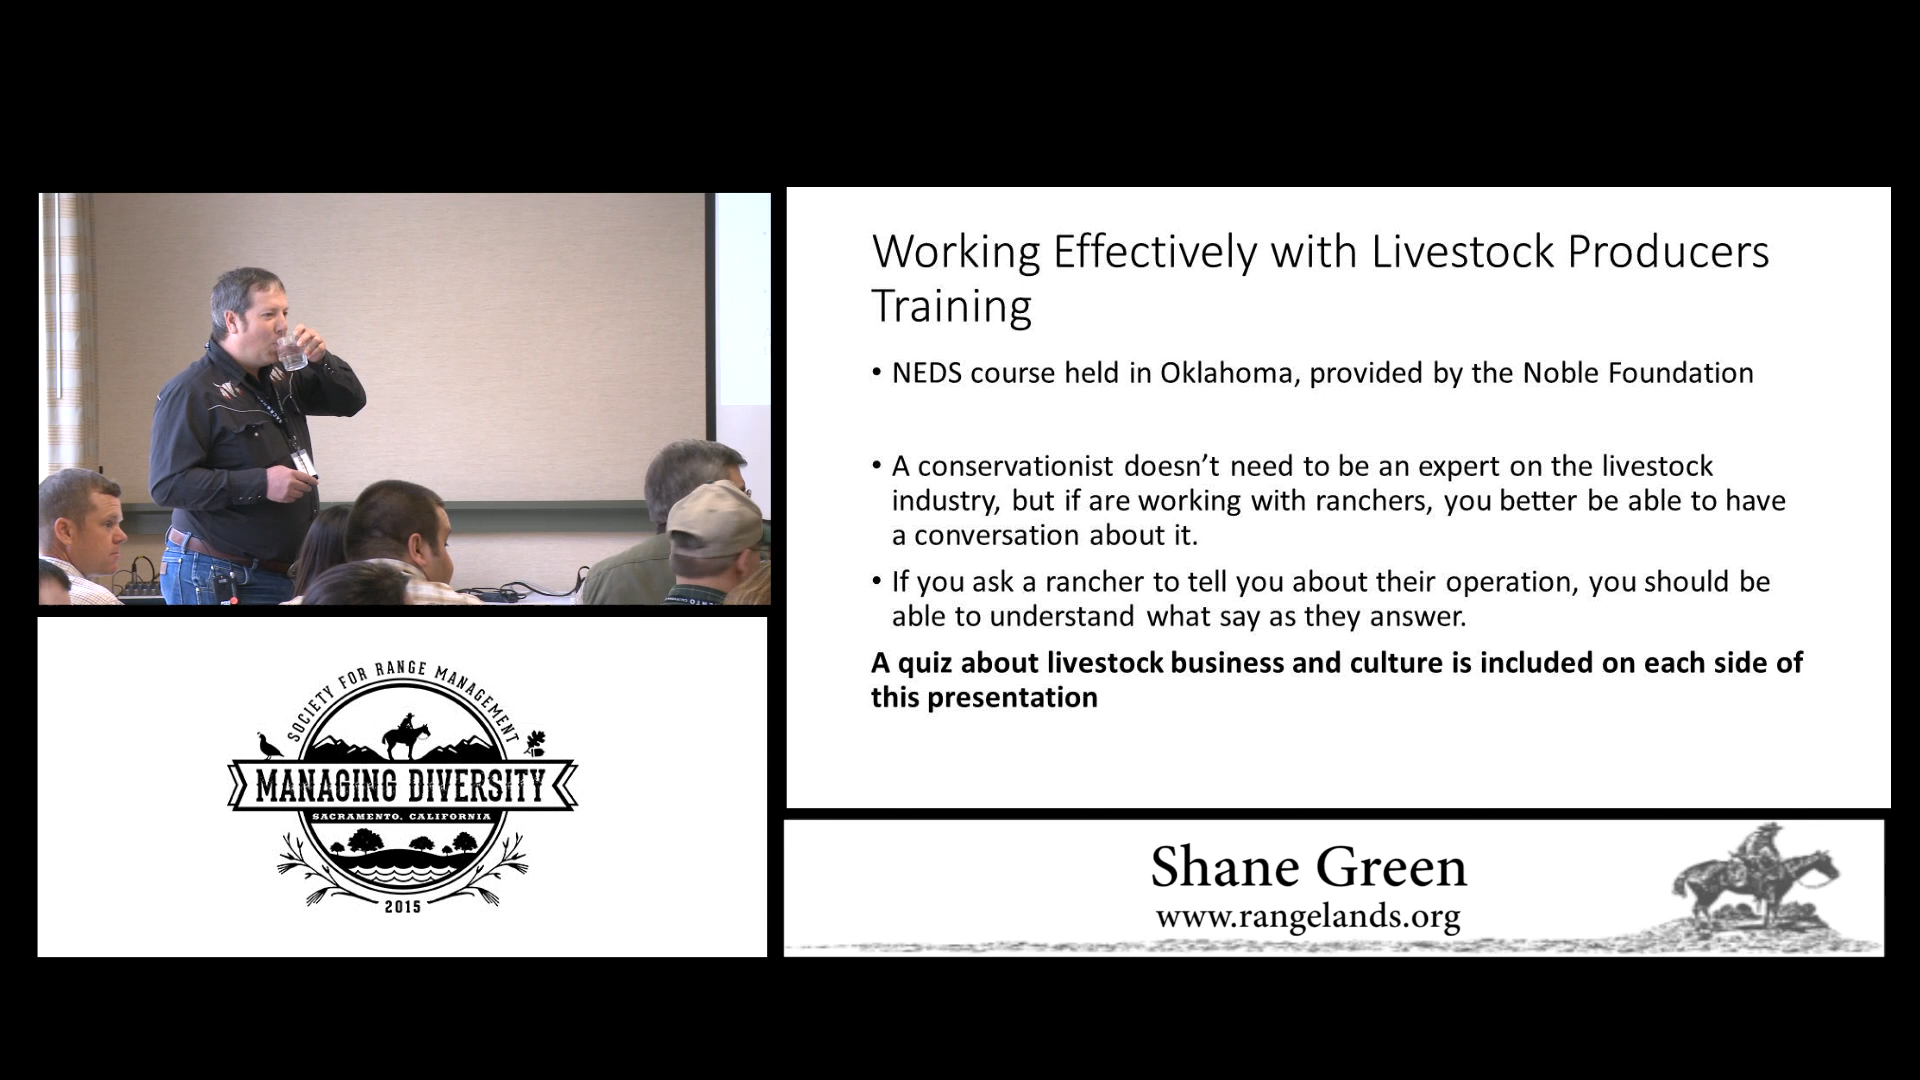 Working Effectively with Livestock Producers
Training
• NEDS course held in Oklahoma, provided by the Noble Foundation
• A conservationist doesn’t need to be an expert on the livestock
industry, but if are working with ranchers, you better be able to have
a conversation about it.
• If you ask a rancher to tell you about their operation, you should be
able to understand what say as they answer.
A quiz about livestock business and culture is included on each side of
this presentation
SOCIETY FOR RANGE MANAGEMENT
MANAGING DIVERSITY
SACRAMENTO, CALIFORNIA
2015
Shane Green
www.rangelands.org